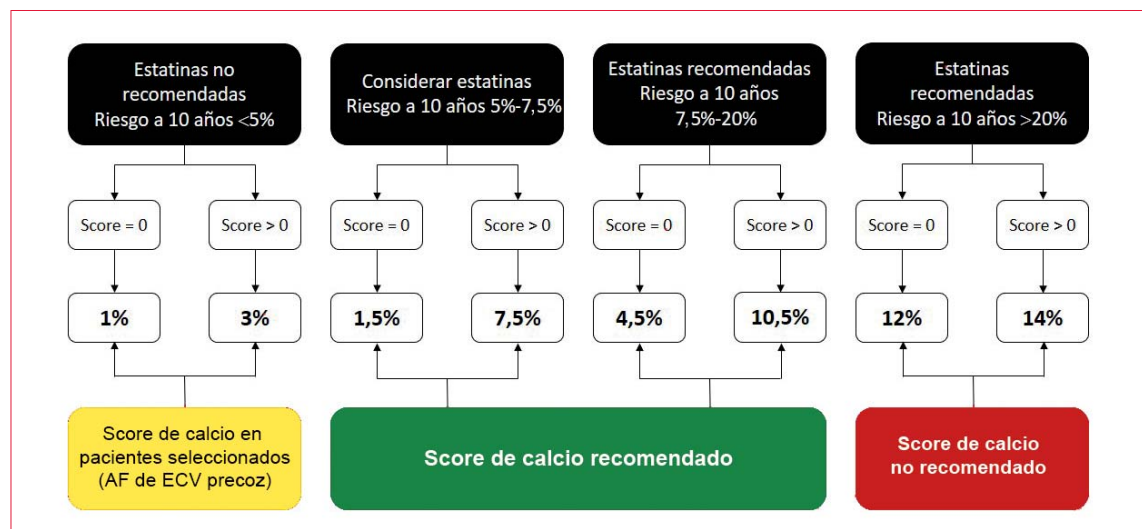 Estatinas no
recomendadas
Riesgo a 10 años <5%
Considerar estatinas
Riesgo a 10 años 5%-7,5%
Estatinas recomendadas
Riesgo a 10 años
7,5%-20%
Estatinas
recomendadas
Riesgo a 10 años >20%
Score = 0
Score > 0
Score = 0
Score > 0
Score = 0
Score > 0
Score = 0
Score > 0
1%
3%
1,5%
7,5%
4,5%
10,5%
12%
14%
Score de calcio en
pacientes seleccionados
(AF de ECV precoz)
Score de calcio recomendado
Score de calcio
no recomendado